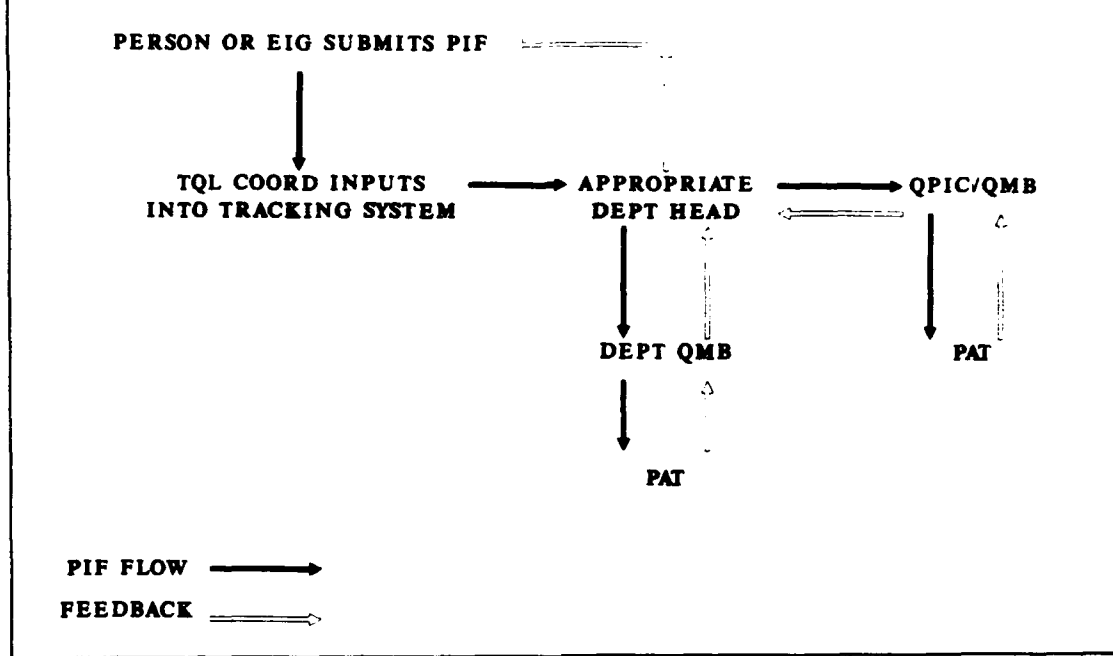 PERSON OR EIG SUBMITS PIF
TQL COORD INPUTS
INTO TRACKING SYSTEM
APPROPRIATE
DEPT HEAD
QPIC/QMB
DEPT QMB
PAT
PAT
PIF FLOW
FEEDBACK